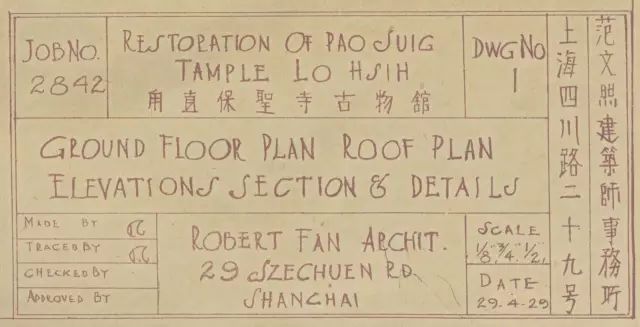 JOB NO.
2842
RESTORATION OF PAO SUIG
TAMPLE LO HSIH
甪直保聖寺古物館
DWG NO
1
GROUND FLOOR PLAN ROOF PLAN
ELEVATIONS SECTION & DETAILS
MADE BY
TRACED BY
CHECKED BY
APPROVED BY
ROBERT FAN ARCHIT.
29 SZECHUEN RD.
SHANGHAI
SCALE
1/8, 3/4, 1/2,
DATE
29.4.29
范文照建築師事務所
上海四川路二十九号